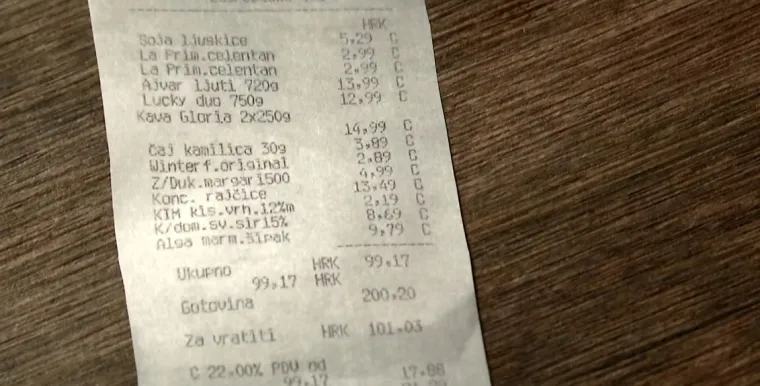 HRK
Soja ljuskice 5,29 C
La Prim.celentan 2,99 C
La Prim.celentan 2,99 C
Ajvar ljuti 720g 13,99 C
Lucky duo 750g 12,99 C
Kava Gloria 2x250g
14,99 C
Čaj kamilica 30g 3,89 C
Winterf.original 2,89 C
Z/Duk.margari500 4,99 C
Konc. rajčice 13,49 C
KIM kis.vrh.12%m 2,19 C
K/dom.sv.sir15% 8,69 C
Alga marm.šipak 9,79 C
Ukupno HRK 99,17
99,17 HRK
Gotovina 200,20
Za vratiti HRK 101.03
C 22.00% PDV od
99.17 17.88